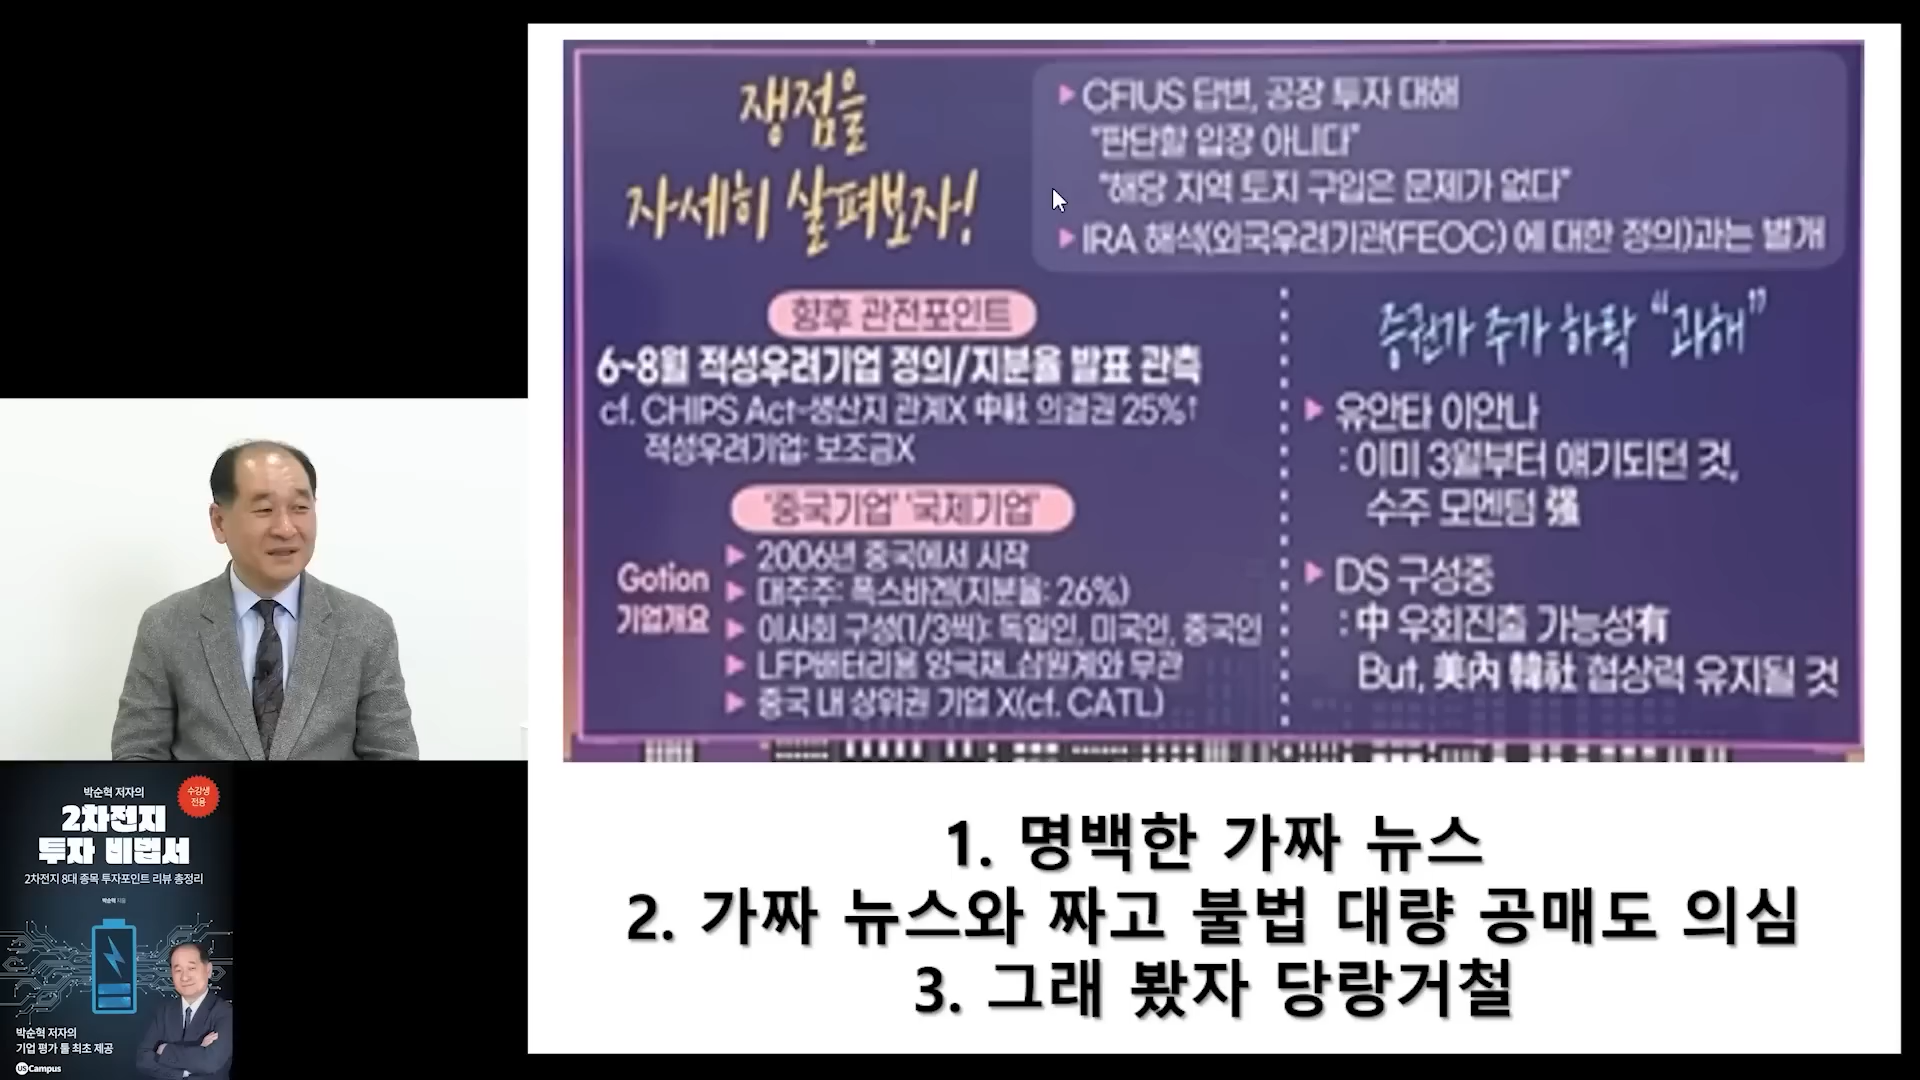 쟁점을
자세히 살펴보자!
▶ CFIUS 답변, 공장 투자 대해
"판단할 입장 아니다"
"해당 지역 토지 구입은 문제가 없다"
▶ IRA 해석(외국우려기관(FEOC) 에 대한 정의)과는 별개
향후 관전포인트
6~8월 적성우려기업 정의/지분율 발표 관측
cf. CHIPS Act-생산지 관계X 中社 의결권 25%↑
적성우려기업: 보조금X
'중국기업' '국제기업'
Gotion
기업개요
▶ 2006년 중국에서 시작
▶ 대주주: 폭스바겐(지분율: 26%)
▶ 이사회 구성(1/3씩): 독일인, 미국인, 중국인
▶ LFP배터리용 양극재..삼원계와 무관
▶ 중국 내 상위권 기업 X(cf. CATL)
증권가 주가 하락 "과해"
▶ 유안타 이안나
: 이미 3월부터 얘기되던 것,
수주 모멘텀 强
▶ DS 구성중
: 中 우회진출 가능성有
But, 美內 韓社 협상력 유지될 것
1. 명백한 가짜 뉴스
2. 가짜 뉴스와 짜고 불법 대량 공매도 의심
3. 그래 봤자 당랑거철
박순혁 저자의
수강생
전용
2차전지
투자 비법서
2차전지 8대 종목 투자포인트 리뷰 총정리
박순혁 지음
박순혁 저자의
기업 평가 툴 최초 제공
US Campus